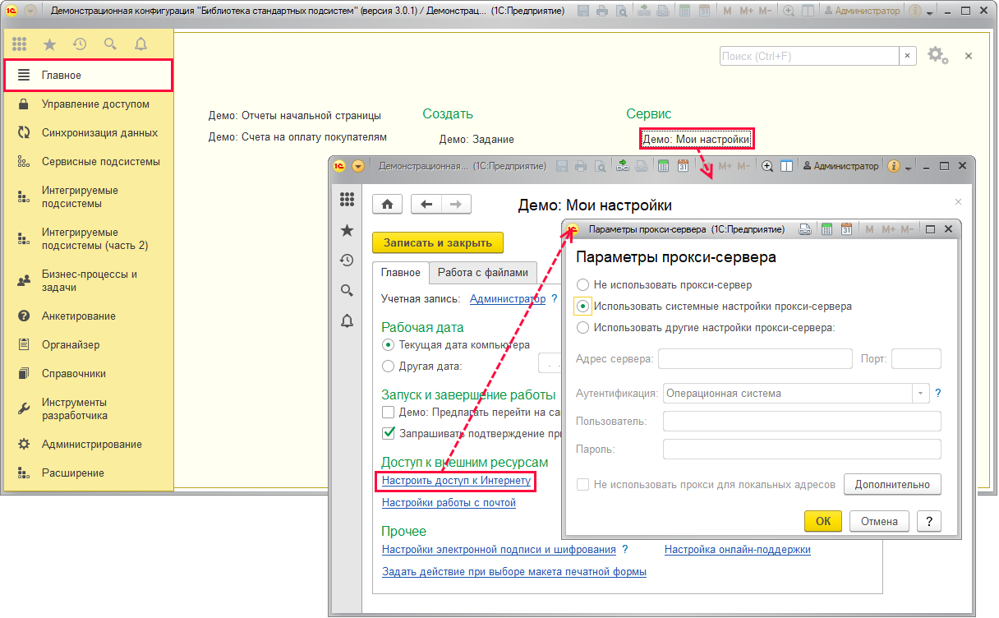 Демонстрационная конфигурация "Библиотека стандартных подсистем" (версия 3.0.1) / Демонстрац... (1С:Предприятие)
M M+ M-
Администратор
Поиск (Ctrl+F)
Главное
Управление доступом
Синхронизация данных
Сервисные подсистемы
Интегрируемые
подсистемы
Интегрируемые
подсистемы (часть 2)
Бизнес-процессы и
задачи
Анкетирование
Органайзер
Справочники
Инструменты
разработчика
Администрирование
Расширение
Демо: Отчеты начальной страницы
Демо: Счета на оплату покупателям
Создать
Демо: Задание
Сервис
Демо: Мои настройки
Демонстрационная... (1С:Предприятие)
M+ M-
Администратор
Демо: Мои настройки
Записать и закрыть
Главное
Работа с файлами
Учетная запись: Администратор ?
Рабочая дата
Текущая дата компьютера
Другая дата:
Запуск и завершение работы
Демо: Предлагать перейти на са
Запрашивать подтверждение при
Доступ к внешним ресурсам
Настроить доступ к Интернету
Настройки работы с почтой
Прочее
Настройки электронной подписи и шифрования ?
Настройка онлайн-поддержки
Задать действие при выборе макета печатной формы
Параметры прокси-сервера (1С:Предприятие)
M M+ M-
Параметры прокси-сервера
Не использовать прокси-сервер
Использовать системные настройки прокси-сервера
Использовать другие настройки прокси-сервера:
Адрес сервера:
Порт:
Аутентификация: Операционная система ?
Пользователь:
Пароль:
Не использовать прокси для локальных адресов
Дополнительно
ОК
Отмена
?